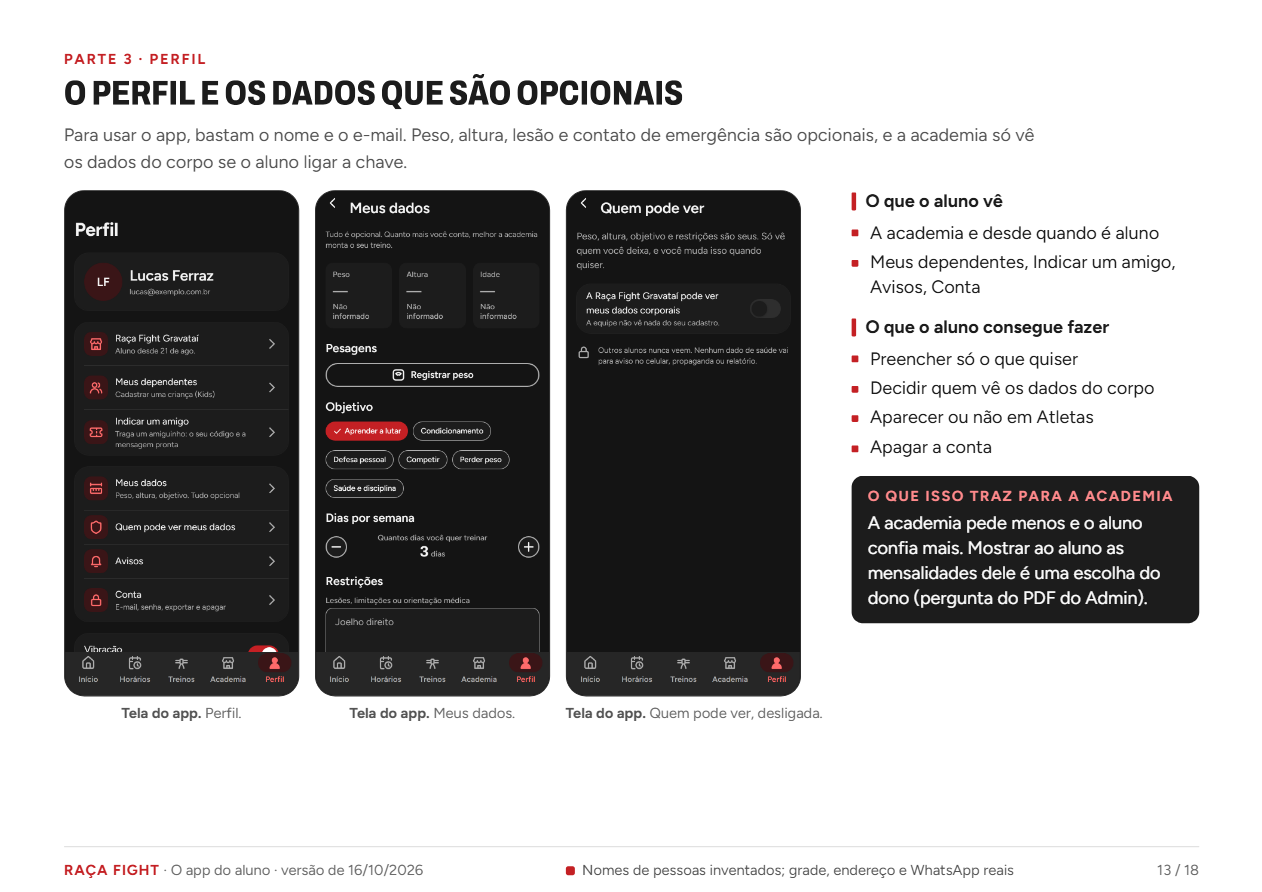 PARTE 3 · PERFIL
O PERFIL E OS DADOS QUE SÃO OPCIONAIS
Para usar o app, bastam o nome e o e-mail. Peso, altura, lesão e contato de emergência são opcionais, e a academia só vê
os dados do corpo se o aluno ligar a chave.
Perfil
LF
Lucas Ferraz
lucas@exemplo.com.br
Raça Fight Gravataí
Aluno desde 21 de ago.
Meus dependentes
Cadastrar uma criança (Kids)
Indicar um amigo
Traga um amiguinho: o seu código e a
mensagem pronta
Meus dados
Peso, altura, objetivo. Tudo opcional
Quem pode ver meus dados
Avisos
Conta
E-mail, senha, exportar e apagar
Vibração
Início Horários Treinos Academia Perfil
Tela do app. Perfil.
Meus dados
Tudo é opcional. Quanto mais você conta, melhor a academia
monta o seu treino.
Peso Altura Idade
— — —
Não Não Não
informado informado informado
Pesagens
Registrar peso
Objetivo
Aprender a lutar Condicionamento
Defesa pessoal Competir Perder peso
Saúde e disciplina
Dias por semana
Quantos dias você quer treinar
3 dias
Restrições
Lesões, limitações ou orientação médica
Joelho direito
Início Horários Treinos Academia Perfil
Tela do app. Meus dados.
Quem pode ver
Peso, altura, objetivo e restrições são seus. Só vê
quem você deixa, e você muda isso quando
quiser.
A Raça Fight Gravataí pode ver
meus dados corporais
A equipe não vê nada do seu cadastro.
Outros alunos nunca veem. Nenhum dado de saúde vai
para aviso no celular, propaganda ou relatório.
Início Horários Treinos Academia Perfil
Tela do app. Quem pode ver, desligada.
O que o aluno vê
A academia e desde quando é aluno
Meus dependentes, Indicar um amigo,
Avisos, Conta
O que o aluno consegue fazer
Preencher só o que quiser
Decidir quem vê os dados do corpo
Aparecer ou não em Atletas
Apagar a conta
O QUE ISSO TRAZ PARA A ACADEMIA
A academia pede menos e o aluno
confia mais. Mostrar ao aluno as
mensalidades dele é uma escolha do
dono (pergunta do PDF do Admin).
RAÇA FIGHT · O app do aluno · versão de 16/10/2026
Nomes de pessoas inventados; grade, endereço e WhatsApp reais
13 / 18